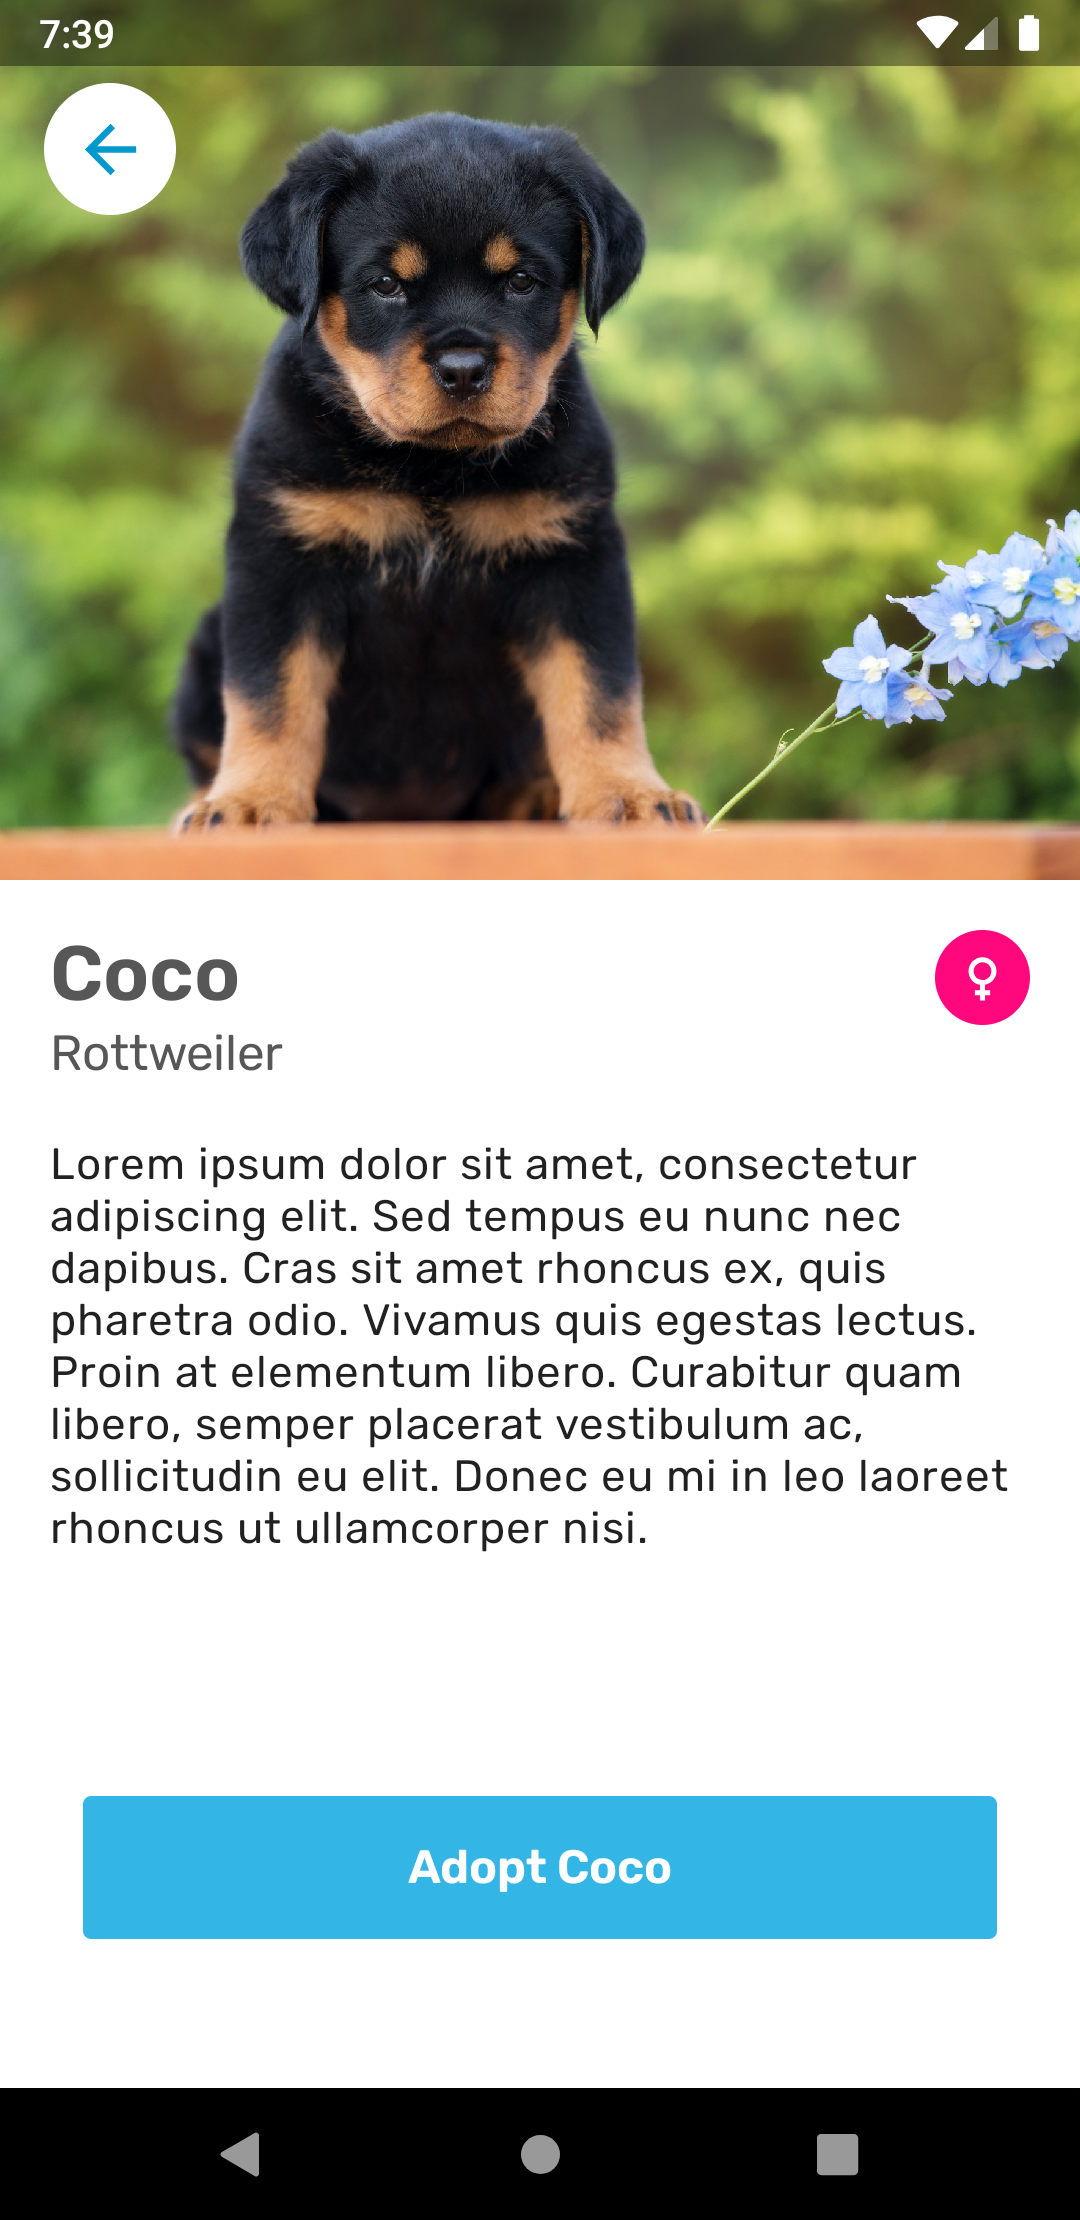 7:39
Coco
Rottweiler
Lorem ipsum dolor sit amet, consectetur
adipiscing elit. Sed tempus eu nunc nec
dapibus. Cras sit amet rhoncus ex, quis
pharetra odio. Vivamus quis egestas lectus.
Proin at elementum libero. Curabitur quam
libero, semper placerat vestibulum ac,
sollicitudin eu elit. Donec eu mi in leo laoreet
rhoncus ut ullamcorper nisi.
Adopt Coco